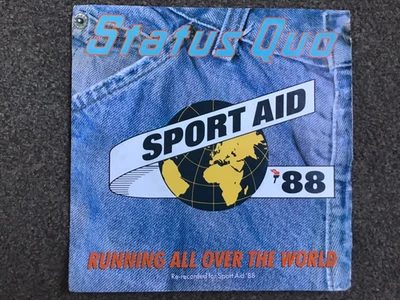 Status Quo
SPORT AID
'88
RUNNING ALL OVER THE WORLD
Re-recorded for Sport Aid '88